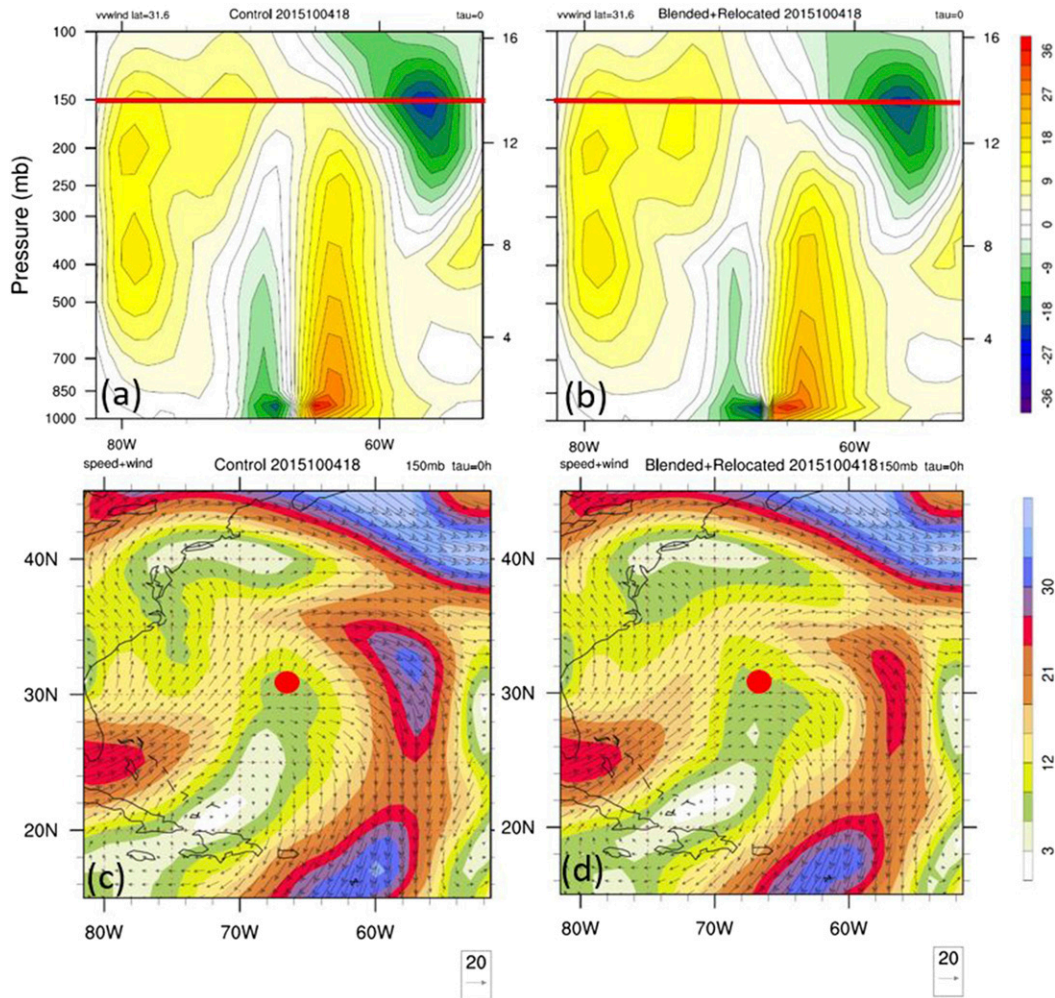 vvwind lat=31.6 Control 2015100418 tau=0
vvwind lat=31.6 Blended+Relocated 2015100418 tau=0
Pressure (mb)
100
150
200
250
300
400
500
700
850
1000
16
12
8
4
(a)
80W 60W
16
12
8
4
(b)
80W 60W
36
27
18
9
0
-9
-18
-27
-36
speed+wind Control 2015100418 150mb tau=0h
speed+wind Blended+Relocated 2015100418 150mb tau=0h
40N
30N
20N
(c)
80W 70W 60W
20
40N
30N
20N
(d)
80W 70W 60W
20
30
21
12
3